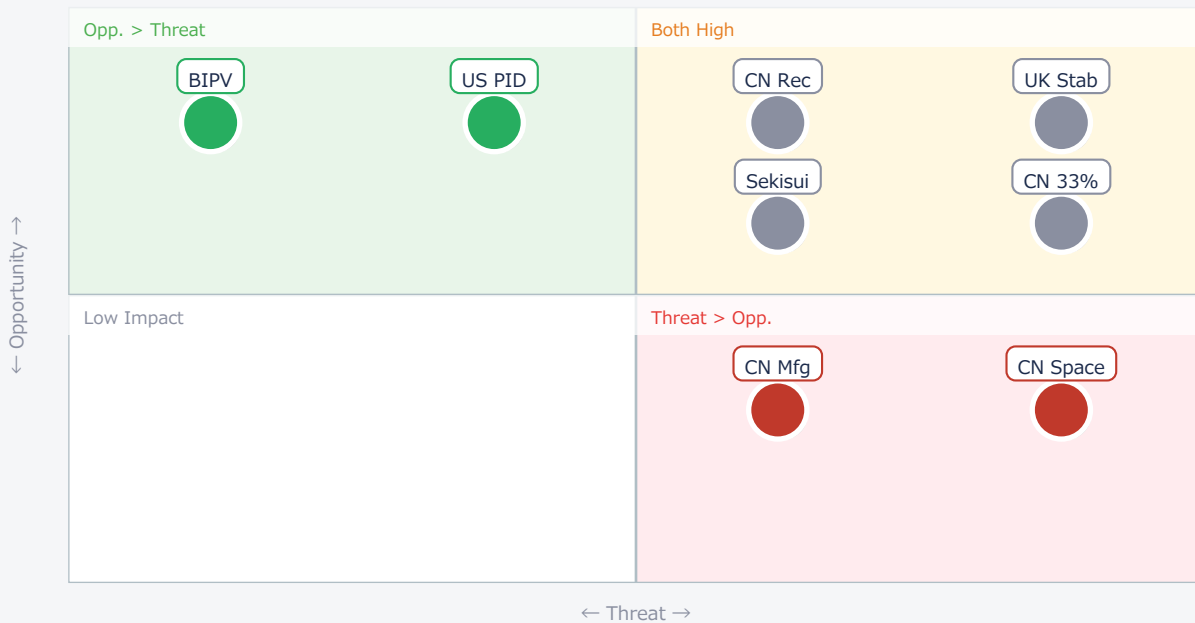 Opp. > Threat
Both High
BIPV
US PID
CN Rec
UK Stab
Sekisui
CN 33%
← Opportunity →
Low Impact
Threat > Opp.
CN Mfg
CN Space
← Threat →